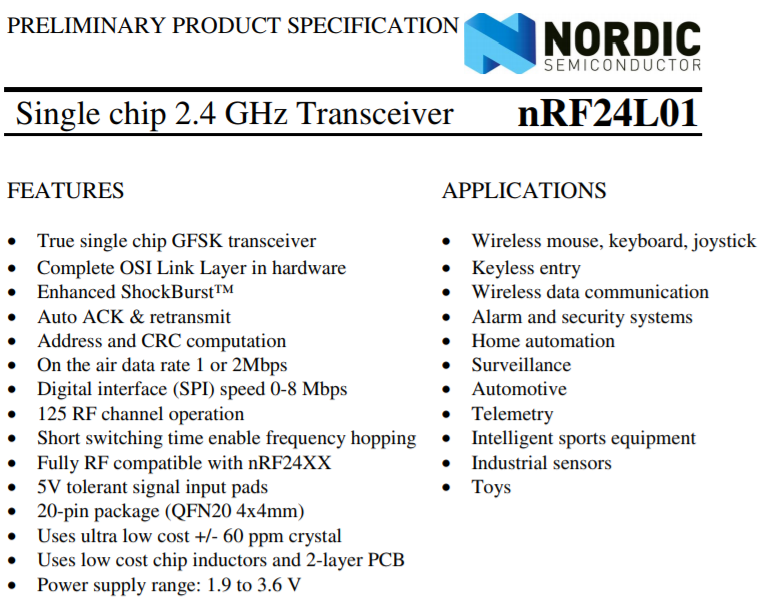 PRELIMINARY PRODUCT SPECIFICATION
NORDIC
SEMICONDUCTOR
Single chip 2.4 GHz Transceiver nRF24L01
FEATURES
• True single chip GFSK transceiver
• Complete OSI Link Layer in hardware
• Enhanced ShockBurst™
• Auto ACK & retransmit
• Address and CRC computation
• On the air data rate 1 or 2Mbps
• Digital interface (SPI) speed 0-8 Mbps
• 125 RF channel operation
• Short switching time enable frequency hopping
• Fully RF compatible with nRF24XX
• 5V tolerant signal input pads
• 20-pin package (QFN20 4x4mm)
• Uses ultra low cost +/- 60 ppm crystal
• Uses low cost chip inductors and 2-layer PCB
• Power supply range: 1.9 to 3.6 V
APPLICATIONS
• Wireless mouse, keyboard, joystick
• Keyless entry
• Wireless data communication
• Alarm and security systems
• Home automation
• Surveillance
• Automotive
• Telemetry
• Intelligent sports equipment
• Industrial sensors
• Toys